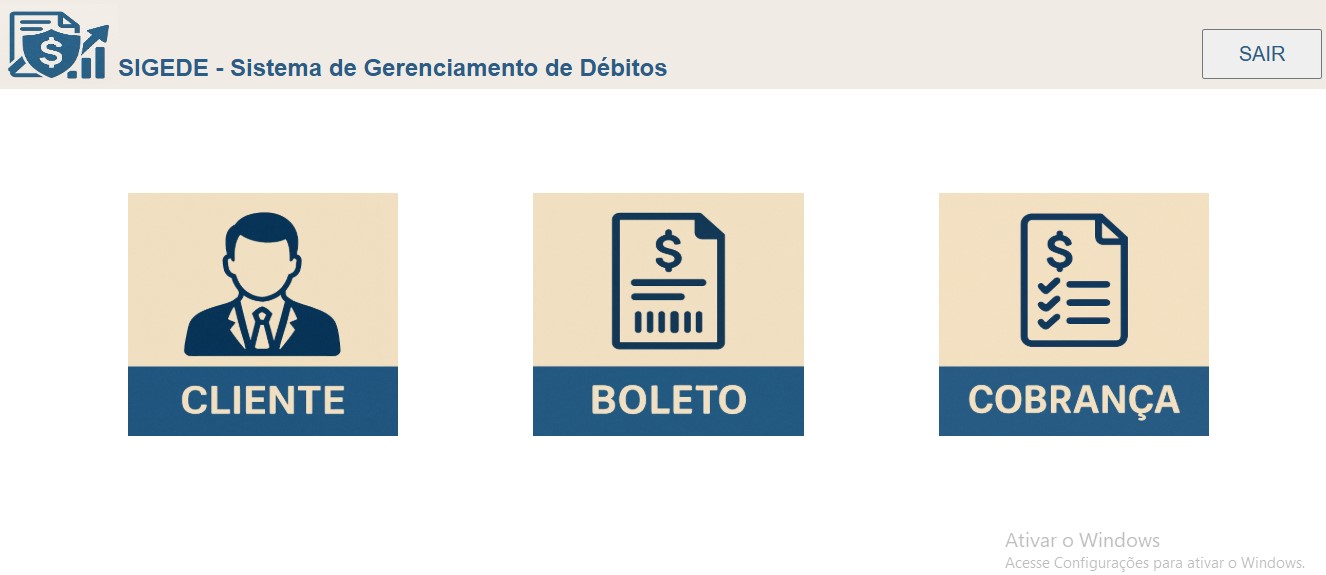 SIGEDE - Sistema de Gerenciamento de Débitos
SAIR
CLIENTE
BOLETO
COBRANÇA
Ativar o Windows
Acesse Configurações para ativar o Windows.